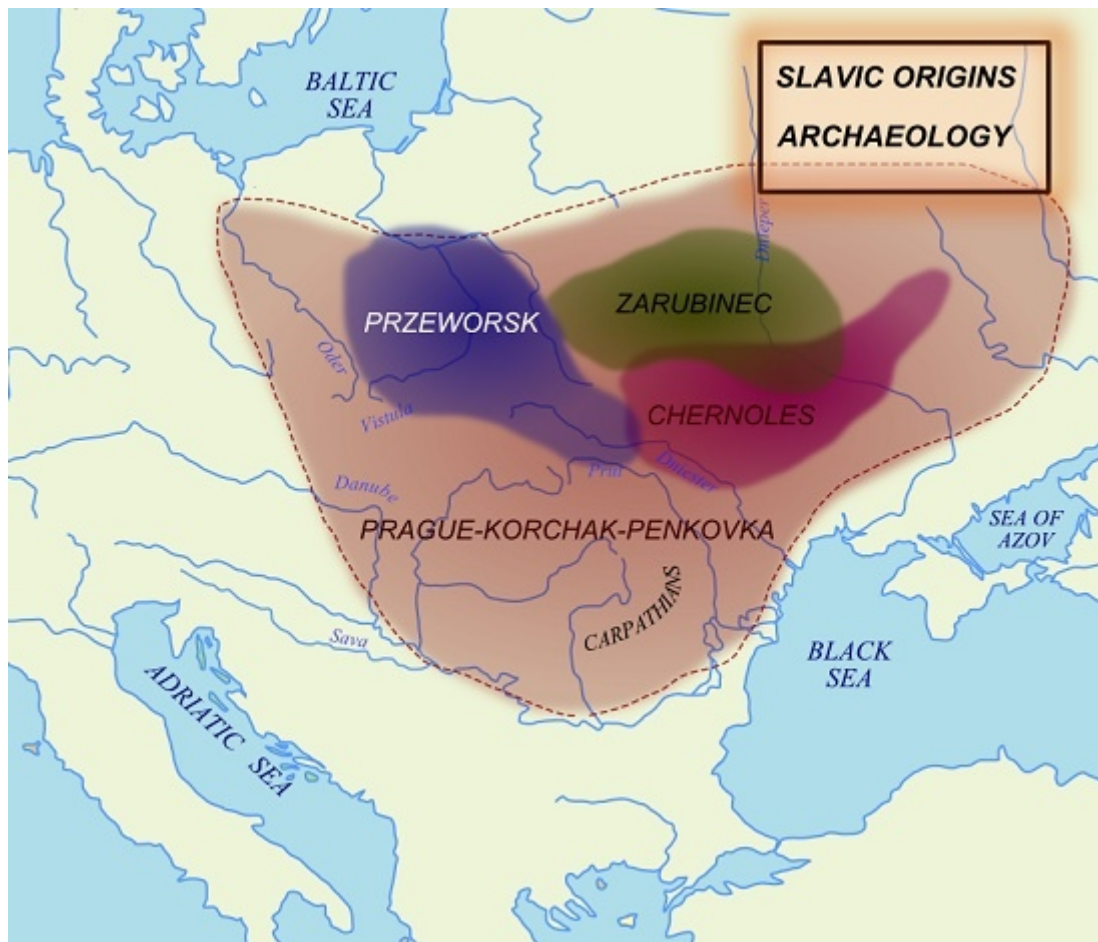 SLAVIC ORIGINS
ARCHAEOLOGY
BALTIC
SEA
Dnieper
ZARUBINEC
PRZEWORSK
Oder
Vistula
CHERNOLES
Dniester
Prut
Danube
PRAGUE-KORCHAK-PENKOVKA
SEA OF
AZOV
CARPATHIANS
Sava
BLACK
SEA
ADRIATIC SEA